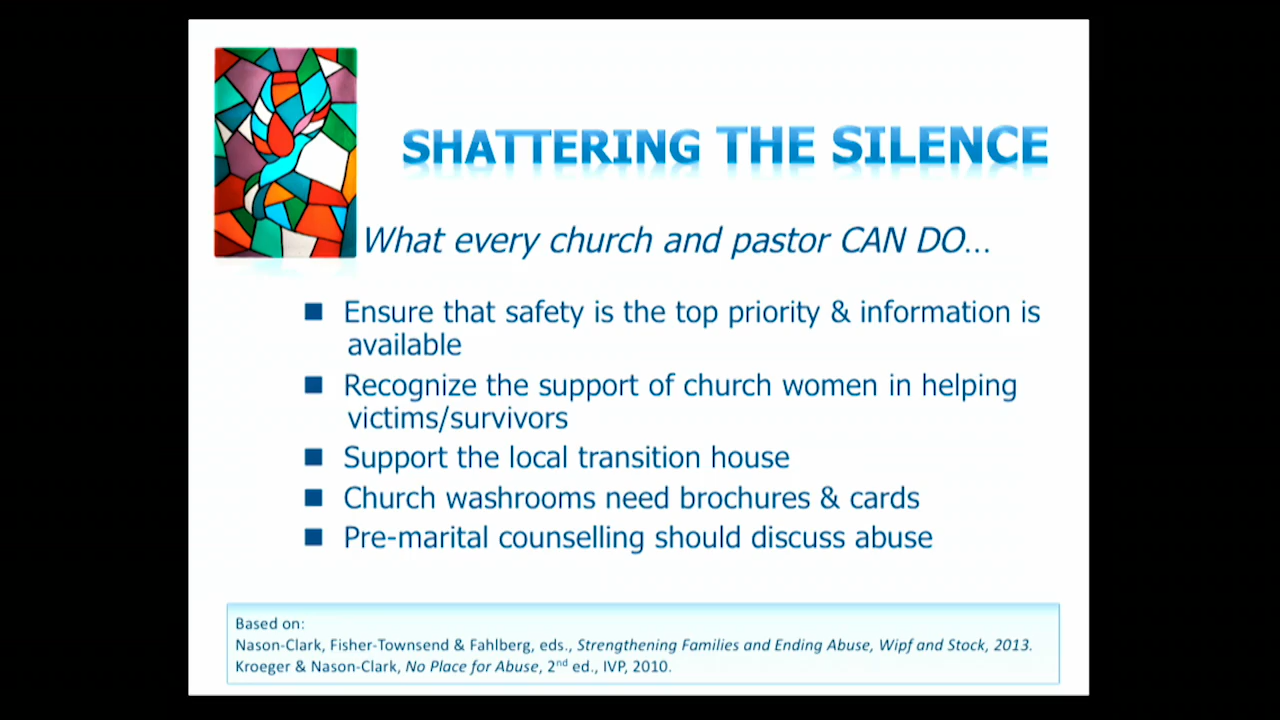 SHATTERING THE SILENCE
What every church and pastor CAN DO...
■ Ensure that safety is the top priority & information is
available
■ Recognize the support of church women in helping
victims/survivors
■ Support the local transition house
■ Church washrooms need brochures & cards
■ Pre-marital counselling should discuss abuse
Based on:
Nason-Clark, Fisher-Townsend & Fahlberg, eds., Strengthening Families and Ending Abuse, Wipf and Stock, 2013.
Kroeger & Nason-Clark, No Place for Abuse, 2nd ed., IVP, 2010.